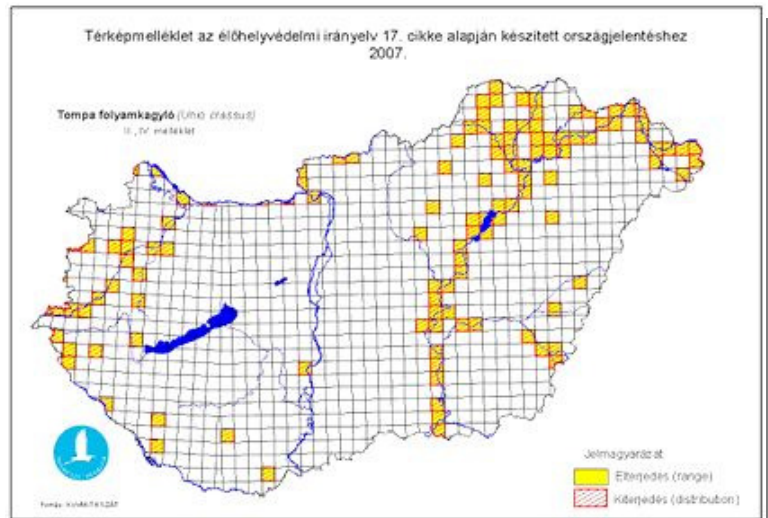 Térképmelléklet az élőhelyvédelmi irányelv 17. cikke alapján készített országjelentéshez
2007.
Tompa folyamkagyló (Unio crassus)
II., IV. melléklet
Jelmagyarázat
Elterjedés (range)
Kiterjedés (distribution)